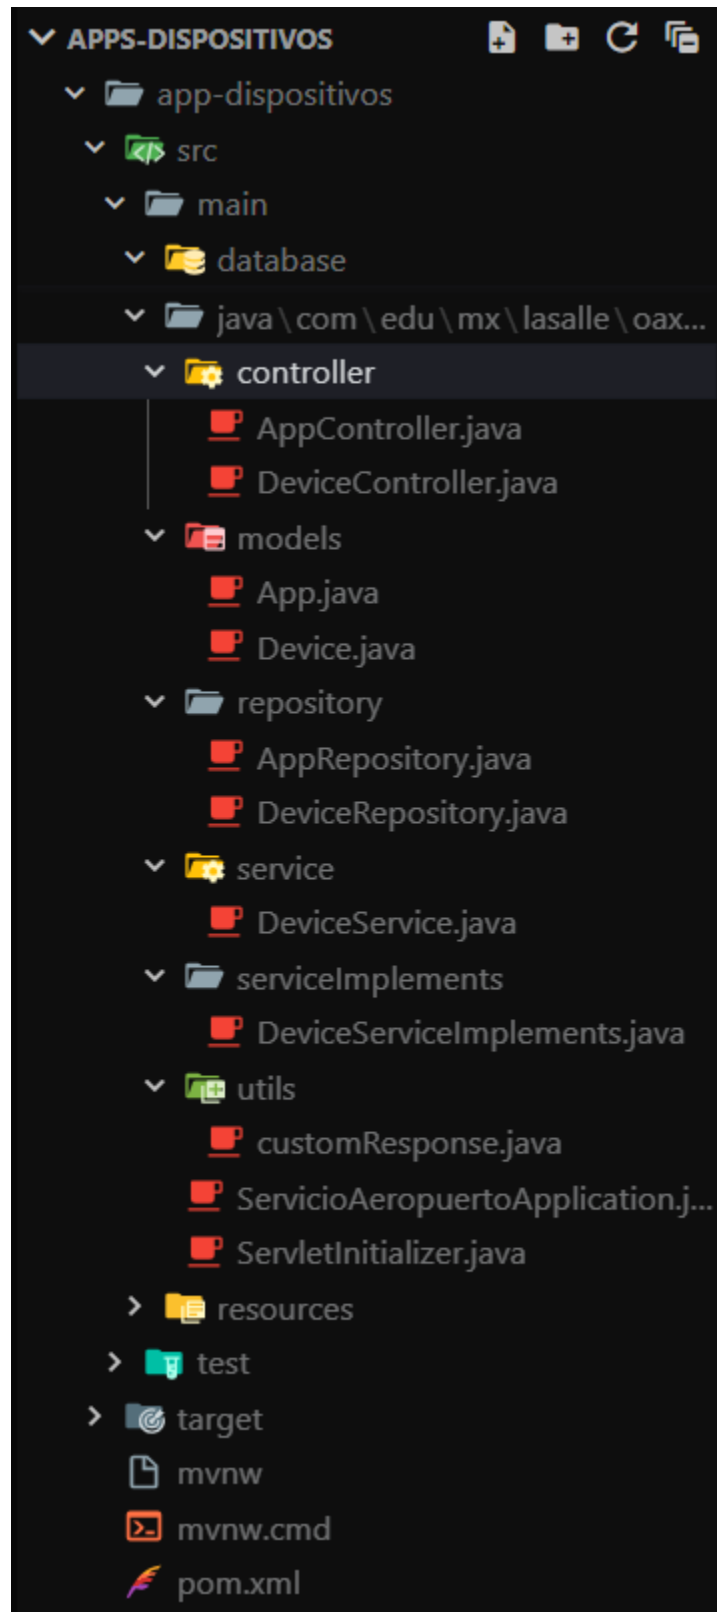 APPS-DISPOSITIVOS
app-dispositivos
src
main
database
java\com\edu\mx\lasalle\oax...
controller
AppController.java
DeviceController.java
models
App.java
Device.java
repository
AppRepository.java
DeviceRepository.java
service
DeviceService.java
serviceImplements
DeviceServiceImplements.java
utils
customResponse.java
ServicioAeropuertoApplication.j...
ServletInitializer.java
resources
test
target
mvnw
mvnw.cmd
pom.xml